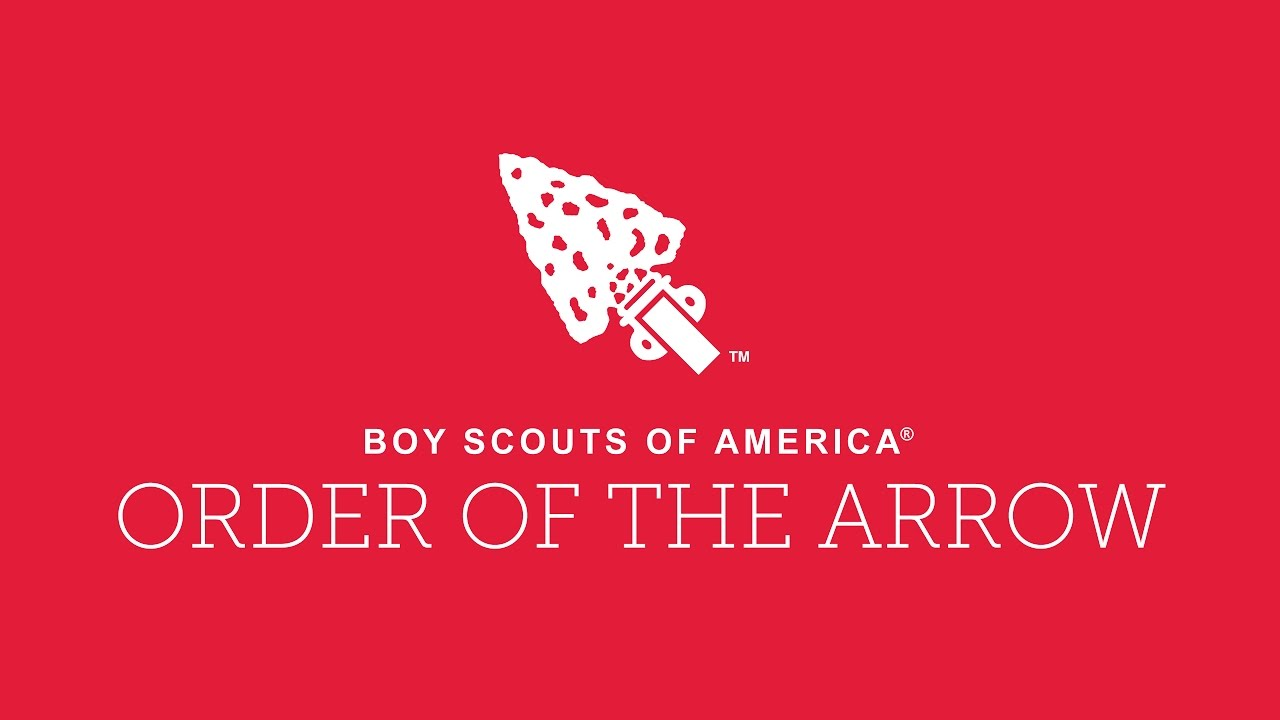 TM
BOY SCOUTS OF AMERICA®
ORDER OF THE ARROW